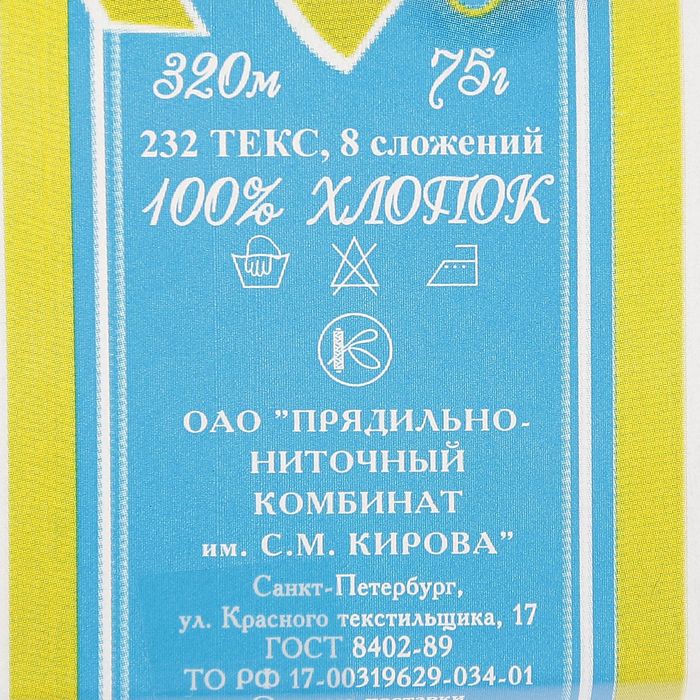 320м 75г
232 ТЕКС, 8 сложений
100% ХЛОПОК
ОАО "ПРЯДИЛЬНО-
НИТОЧНЫЙ
КОМБИНАТ
им. С.М. КИРОВА"
Санкт-Петербург,
ул. Красного текстильщика, 17
ГОСТ 8402-89
ТО РФ 17-00319629-034-01